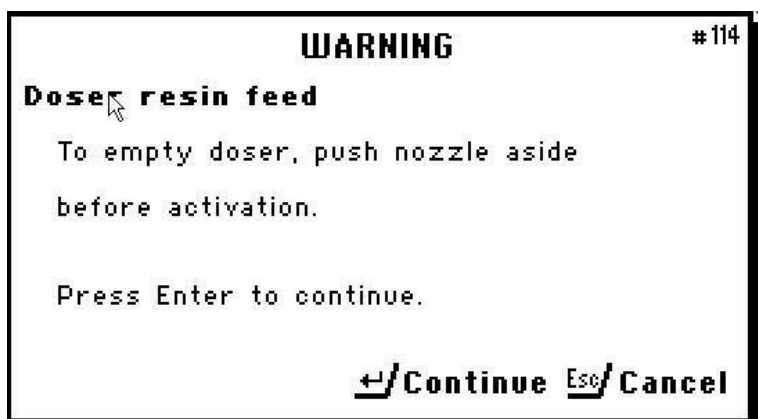 WARNING
#114
Doser resin feed
To empty doser, push nozzle aside
before activation.
Press Enter to continue.
↵ Continue Esc Cancel